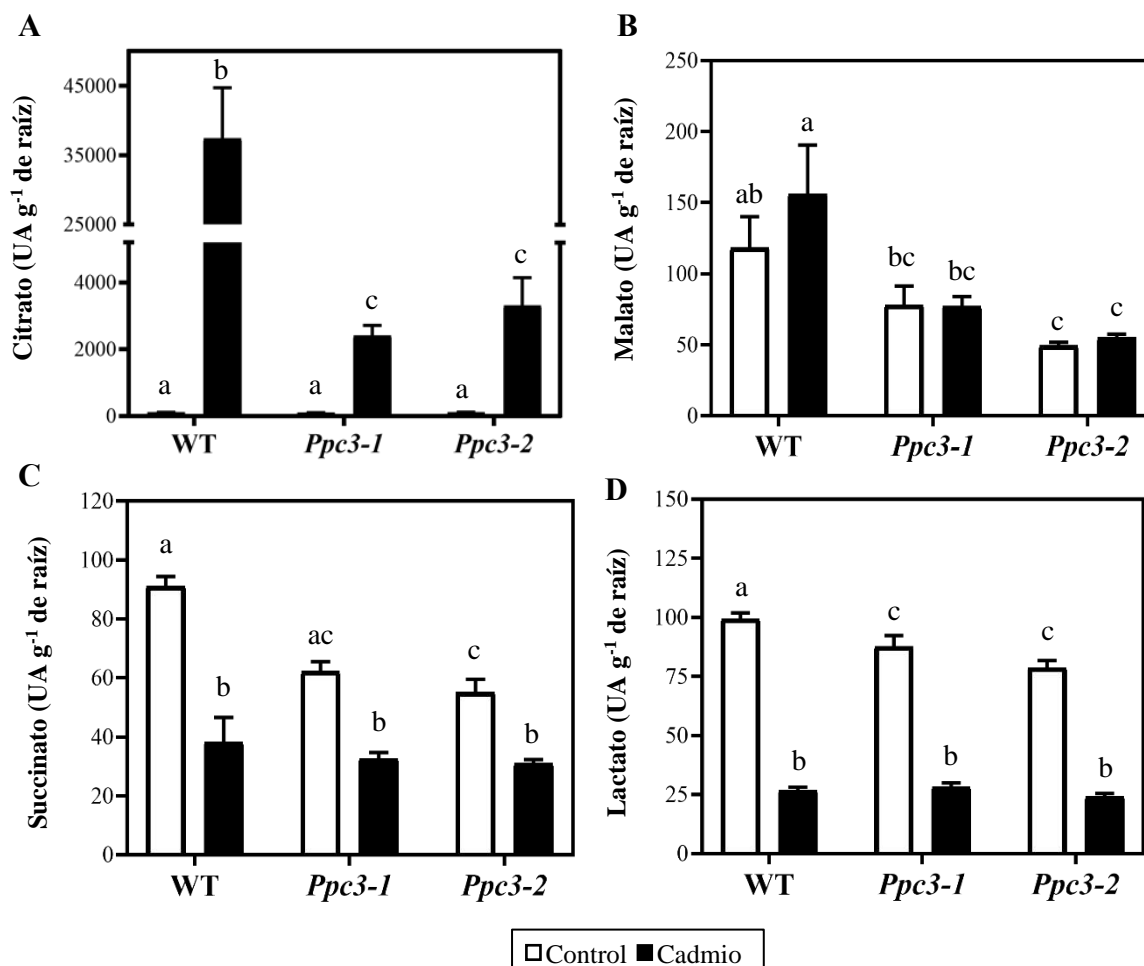 A
Citrato (UA g⁻¹ de raíz)
45000
35000
25000
4000
2000
0
a
b
a
c
a
c
WT
Ppc3-1
Ppc3-2
B
Malato (UA g⁻¹ de raíz)
250
200
150
100
50
0
ab
a
bc
bc
c
c
WT
Ppc3-1
Ppc3-2
C
Succinato (UA g⁻¹ de raíz)
120
100
80
60
40
20
0
a
b
ac
b
c
b
WT
Ppc3-1
Ppc3-2
D
Lactato (UA g⁻¹ de raíz)
150
125
100
75
50
25
0
a
b
c
b
c
b
WT
Ppc3-1
Ppc3-2
Control Cadmio